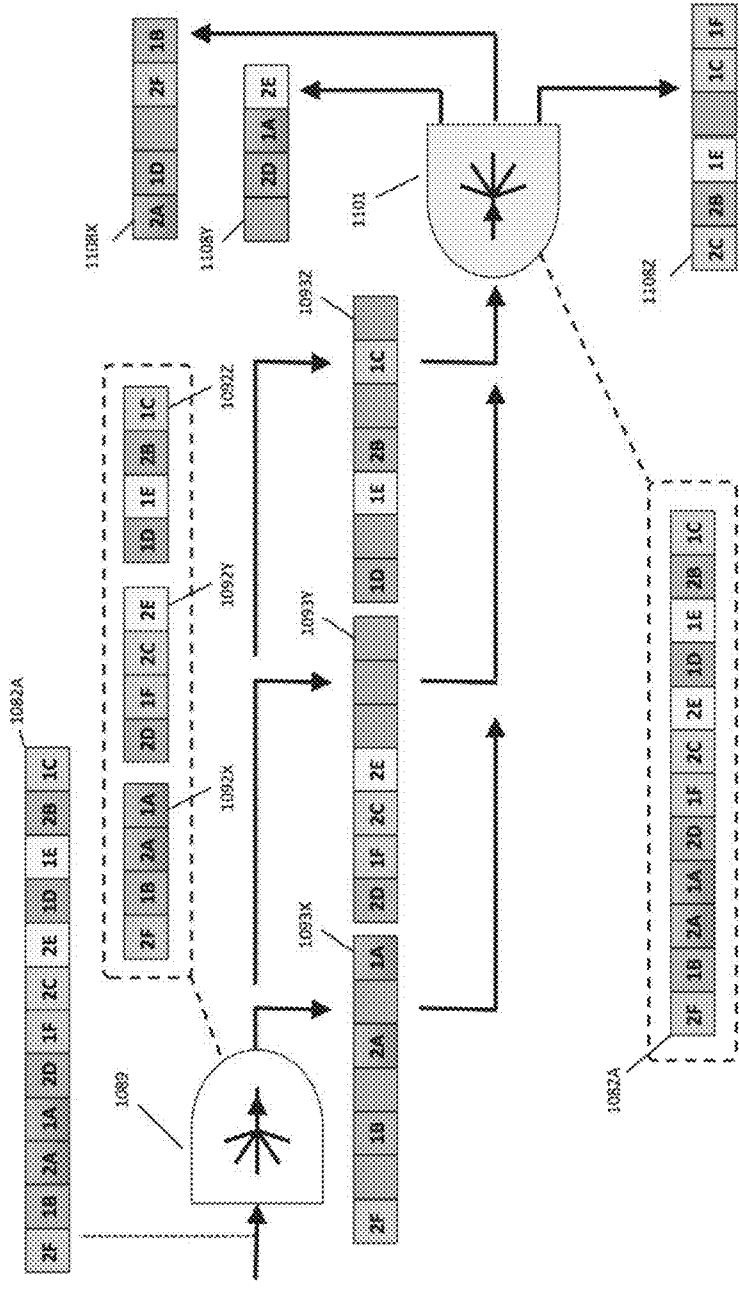 1082A
2F 1B 2A 1A 2D 1F 2C 2E 1D 1E 2B 1C
1108X
2A 1D 2F 1B
1089
2F 1B 2A 1A 2D 1F 2C 2E 1D 1E 2B 1C
1092X 1092Y 1092Z
1108Y
2D 1A 2E
1093X 1093Y 1093Z
1101
2F 1B 2A 1A 2D 1F 2C 2E 1D 1E 2B 1C
1082A
2F 1B 2A 1A 2D 1F 2C 2E 1D 1E 2B 1C
1108Z
2C 2B 1E 1C 1F